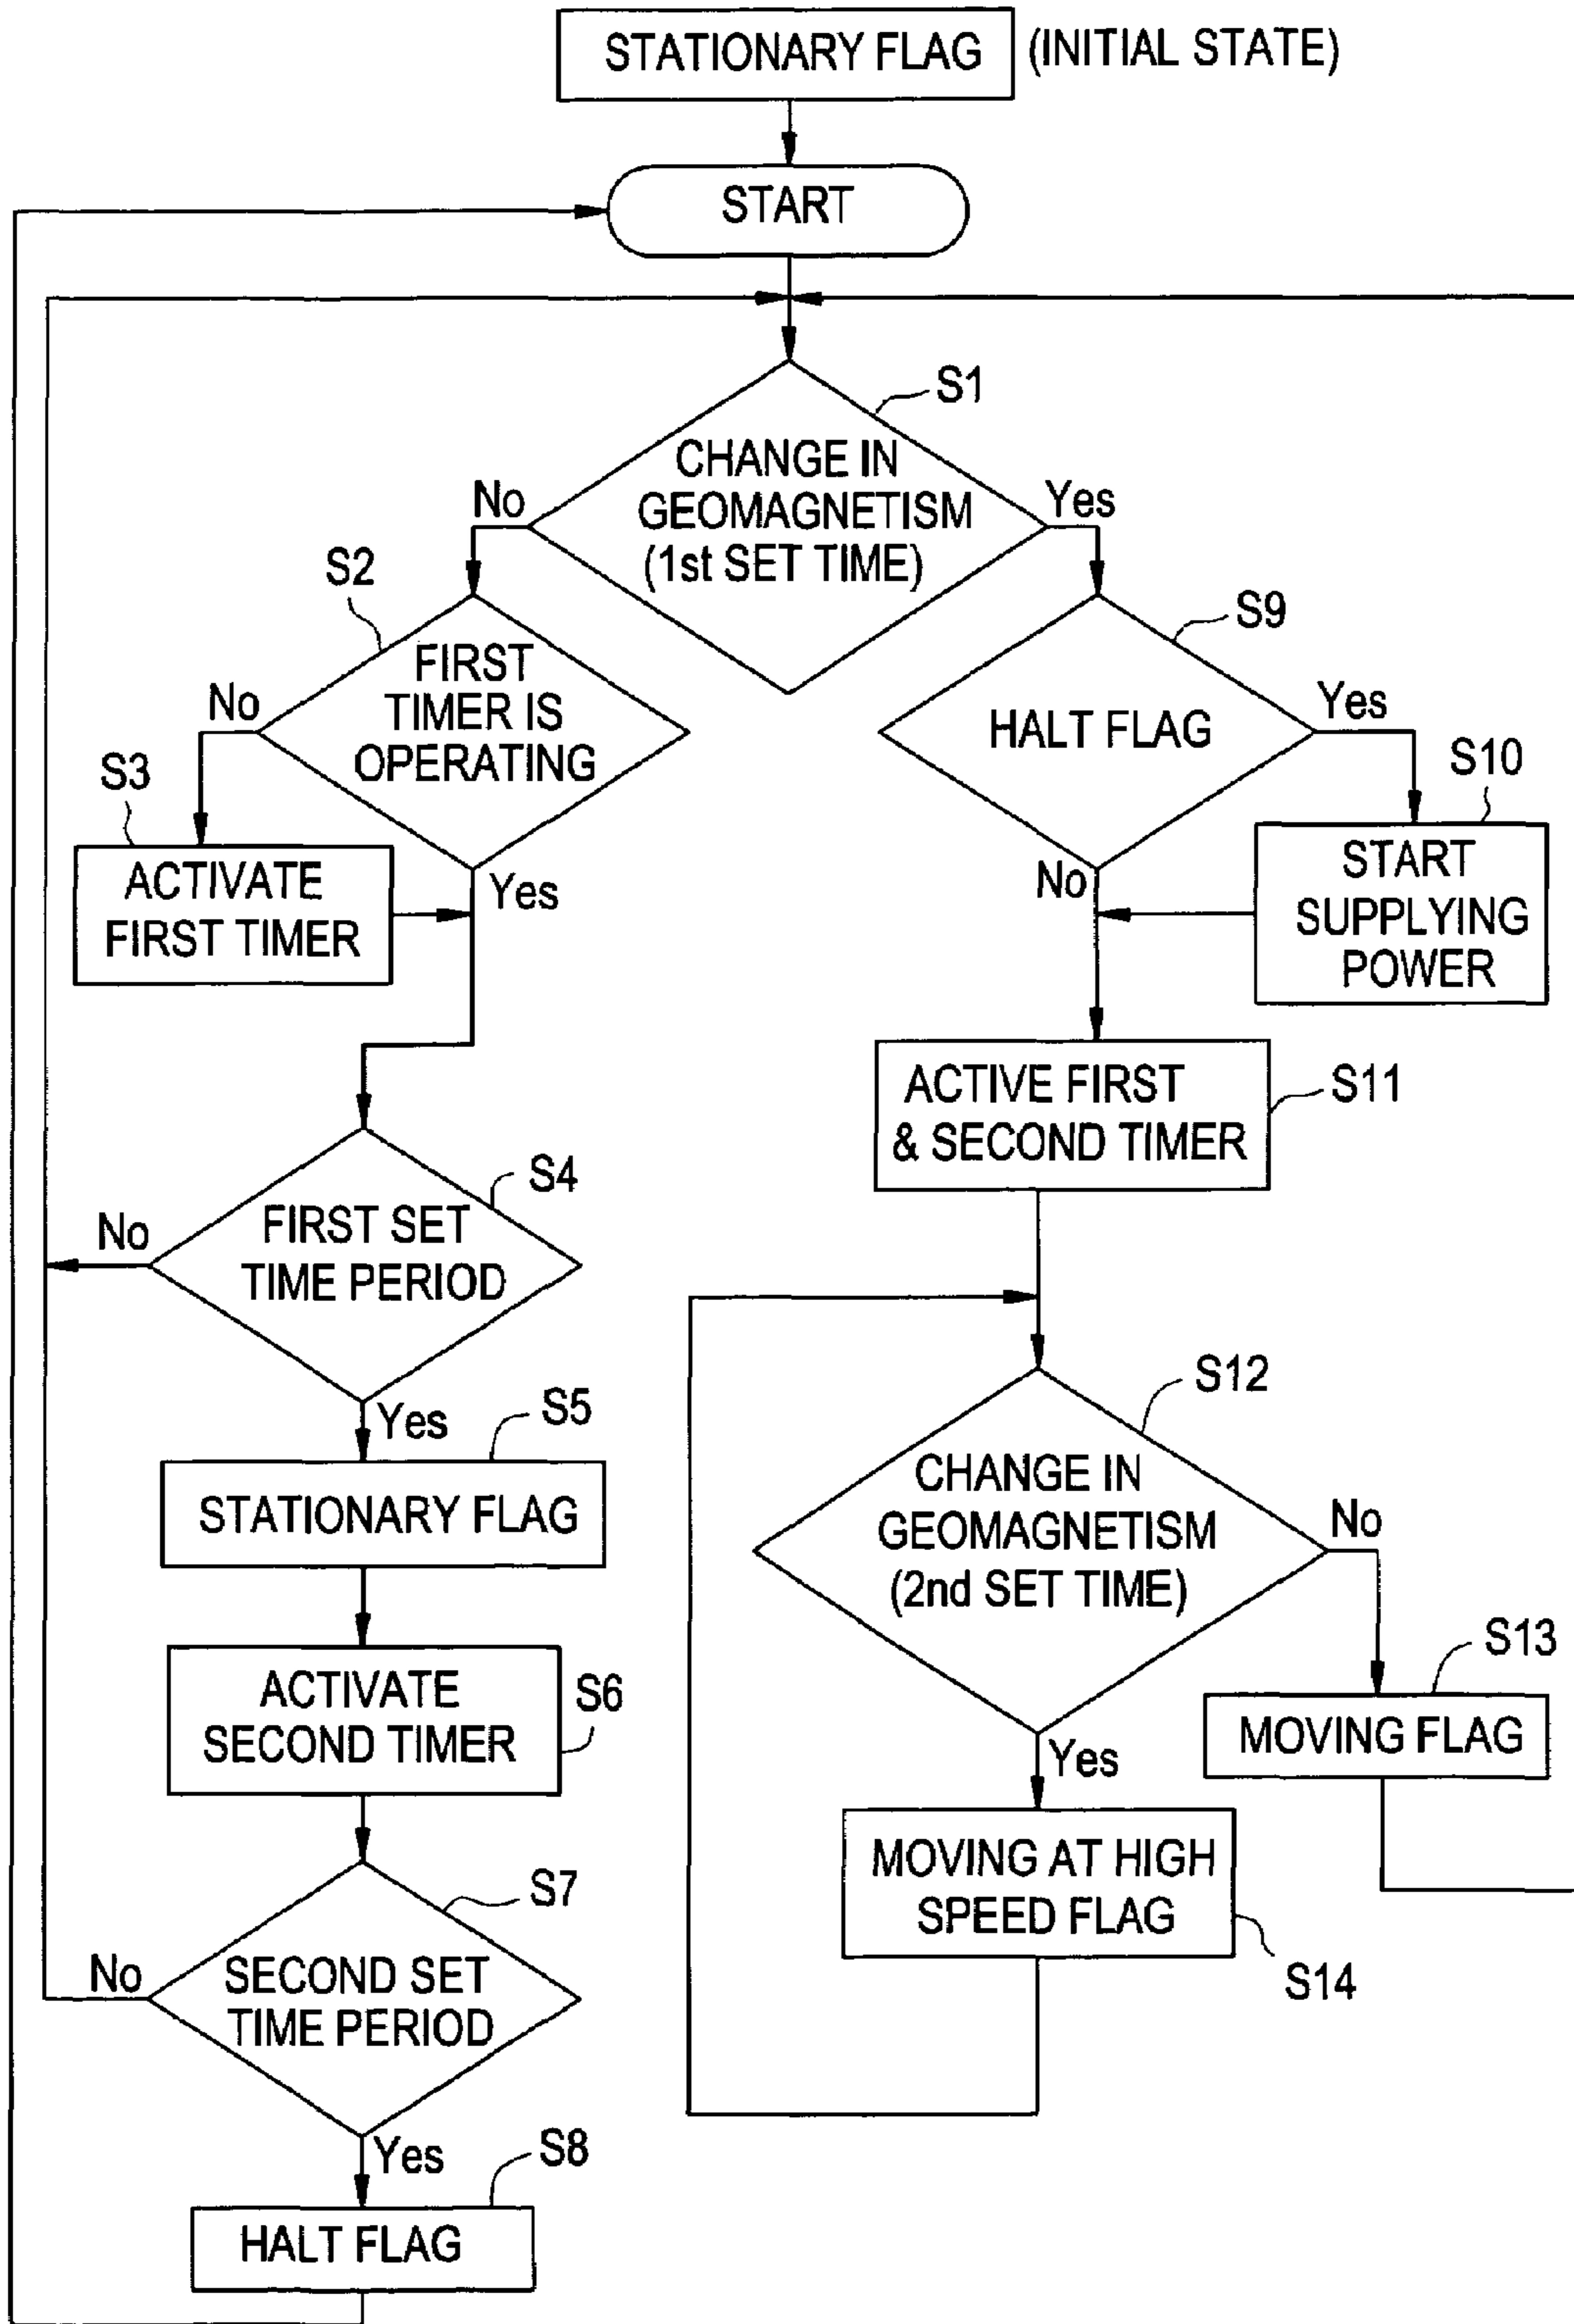 STATIONARY FLAG (INITIAL STATE)
START
S1
CHANGE IN
GEOMAGNETISM
(1st SET TIME)
No
Yes
S2
FIRST
TIMER IS
OPERATING
No
Yes
S3
ACTIVATE
FIRST TIMER
S9
HALT FLAG
Yes
No
S10
START
SUPPLYING
POWER
S11
ACTIVE FIRST
& SECOND TIMER
S4
FIRST SET
TIME PERIOD
No
Yes
S5
STATIONARY FLAG
S6
ACTIVATE
SECOND TIMER
S7
SECOND SET
TIME PERIOD
No
Yes
S8
HALT FLAG
S12
CHANGE IN
GEOMAGNETISM
(2nd SET TIME)
No
Yes
S13
MOVING FLAG
MOVING AT HIGH
SPEED FLAG
S14